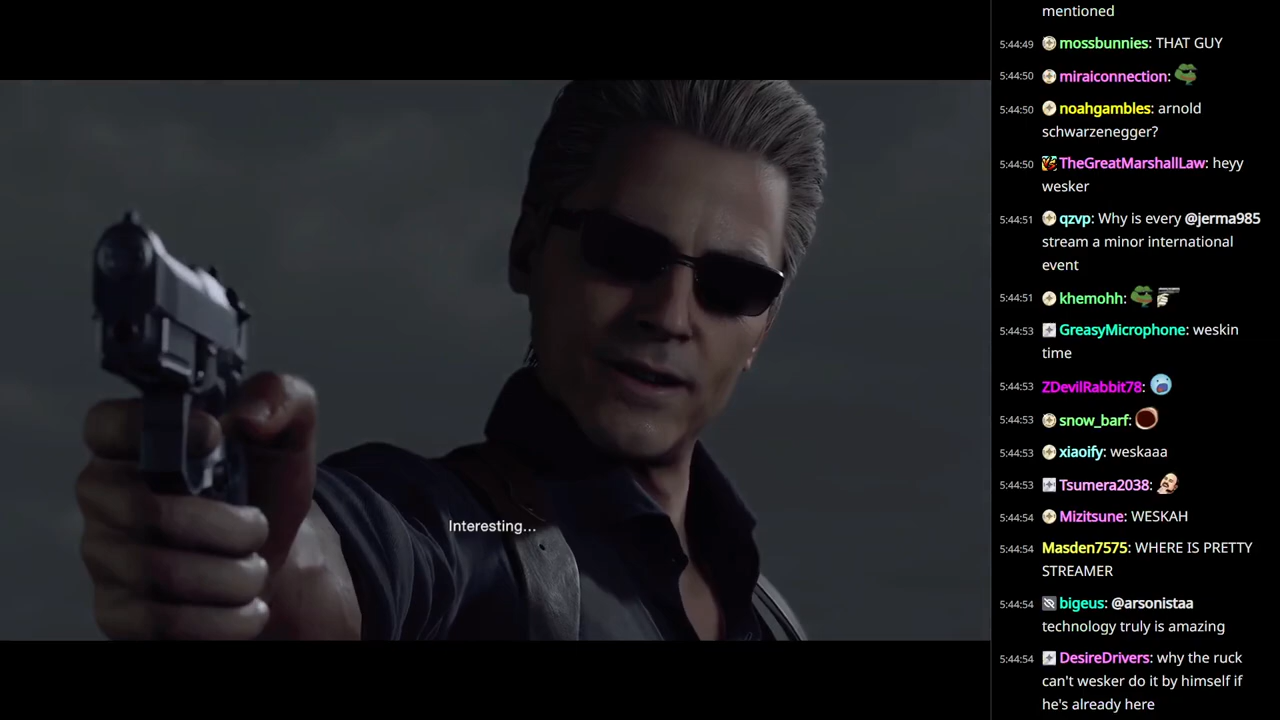 mentioned
5:44:49 mossbunnies: THAT GUY
5:44:50 miraiconnection:
5:44:50 noahgambles: arnold
schwarzenegger?
5:44:50 TheGreatMarshallLaw: heyy
wesker
5:44:51 qzvp: Why is every @jerma985
stream a minor international
event
5:44:51 khemohh:
5:44:53 GreasyMicrophone: weskin
time
5:44:53 ZDevilRabbit78:
5:44:53 snow_barf:
5:44:53 xiaoify: weskaaa
5:44:53 Tsumera2038:
5:44:54 Mizitsune: WESKAH
5:44:54 Masden7575: WHERE IS PRETTY
STREAMER
5:44:54 bigeus: @arsonistaa
technology truly is amazing
5:44:54 DesireDrivers: why the ruck
can't wesker do it by himself if
he's already here
Interesting...